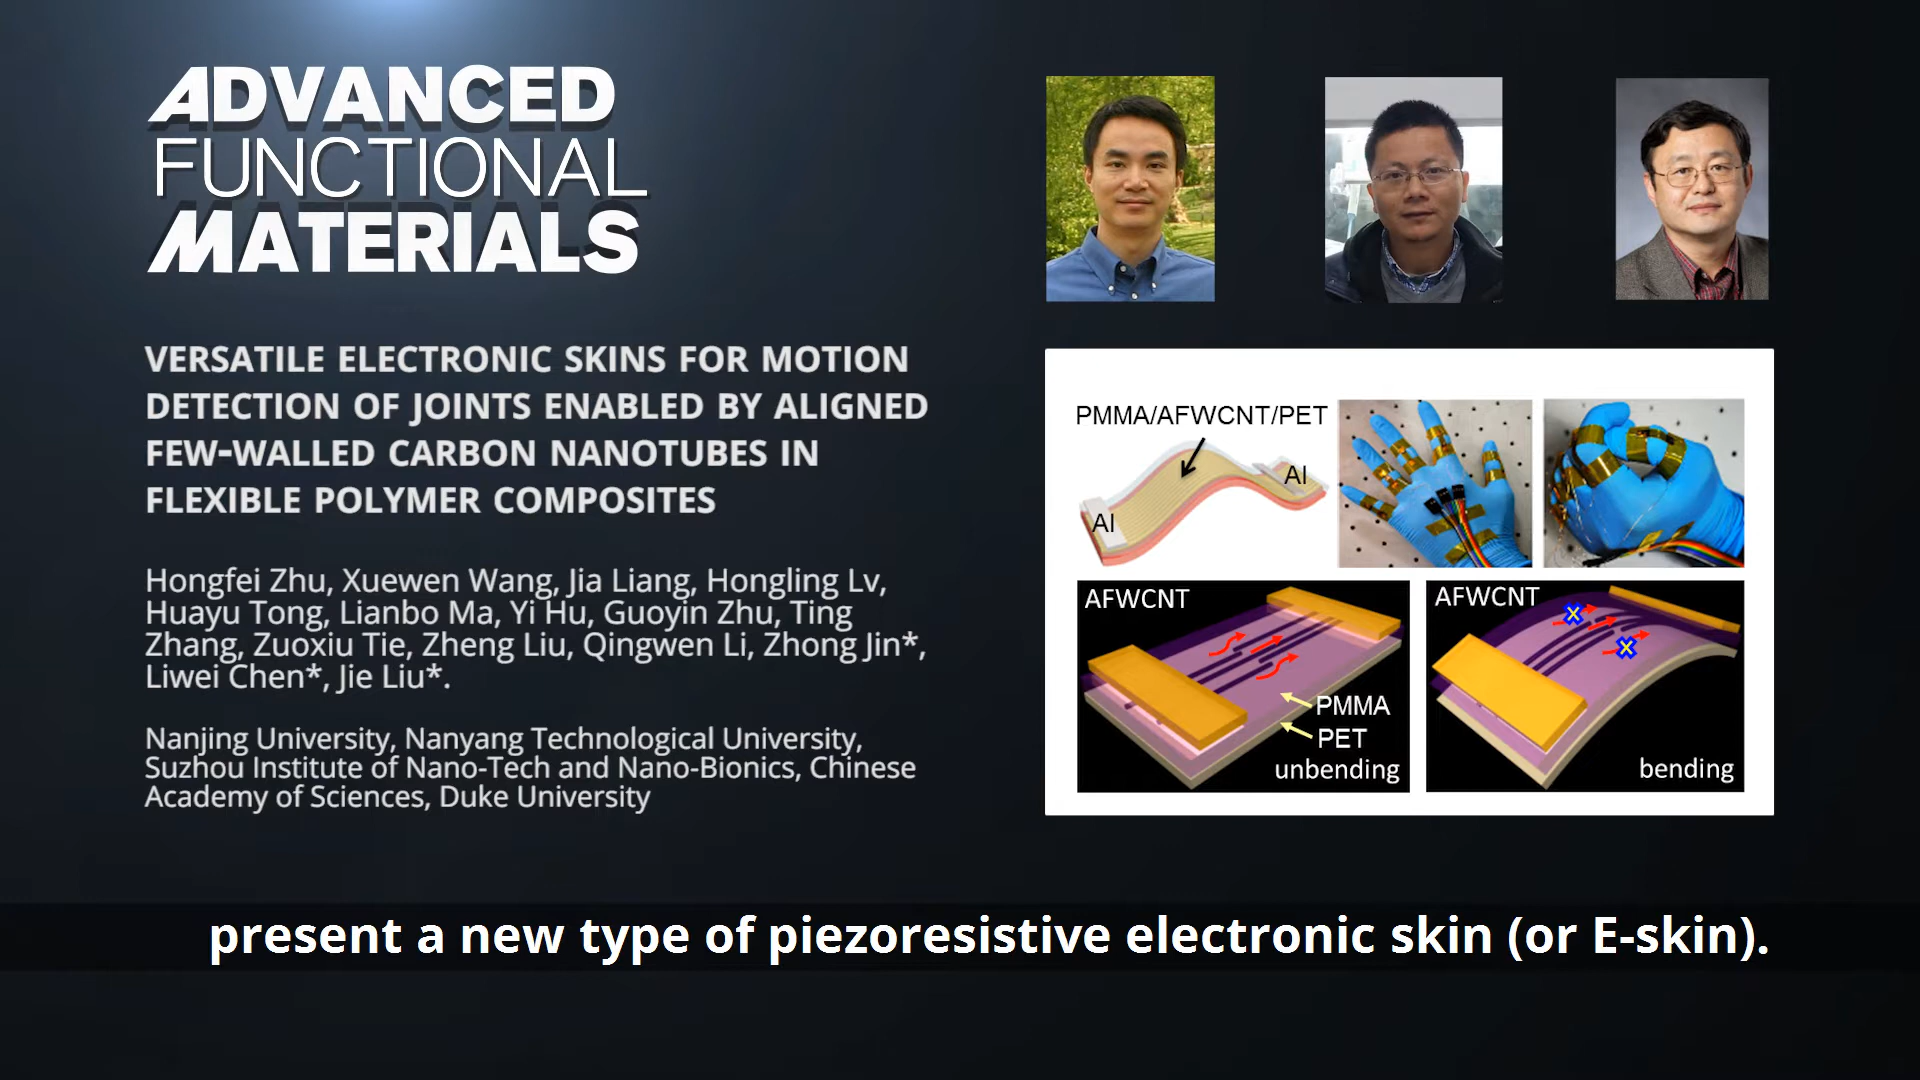 ADVANCED
FUNCTIONAL
MATERIALS
VERSATILE ELECTRONIC SKINS FOR MOTION
DETECTION OF JOINTS ENABLED BY ALIGNED
FEW-WALLED CARBON NANOTUBES IN
FLEXIBLE POLYMER COMPOSITES
Hongfei Zhu, Xuewen Wang, Jia Liang, Hongling Lv,
Huayu Tong, Lianbo Ma, Yi Hu, Guoyin Zhu, Ting
Zhang, Zuoxiu Tie, Zheng Liu, Qingwen Li, Zhong Jin*,
Liwei Chen*, Jie Liu*.
Nanjing University, Nanyang Technological University,
Suzhou Institute of Nano-Tech and Nano-Bionics, Chinese
Academy of Sciences, Duke University
PMMA/AFWCNT/PET
Al
Al
AFWCNT
PMMA
PET
unbending
AFWCNT
X
X
bending
present a new type of piezoresistive electronic skin (or E-skin).